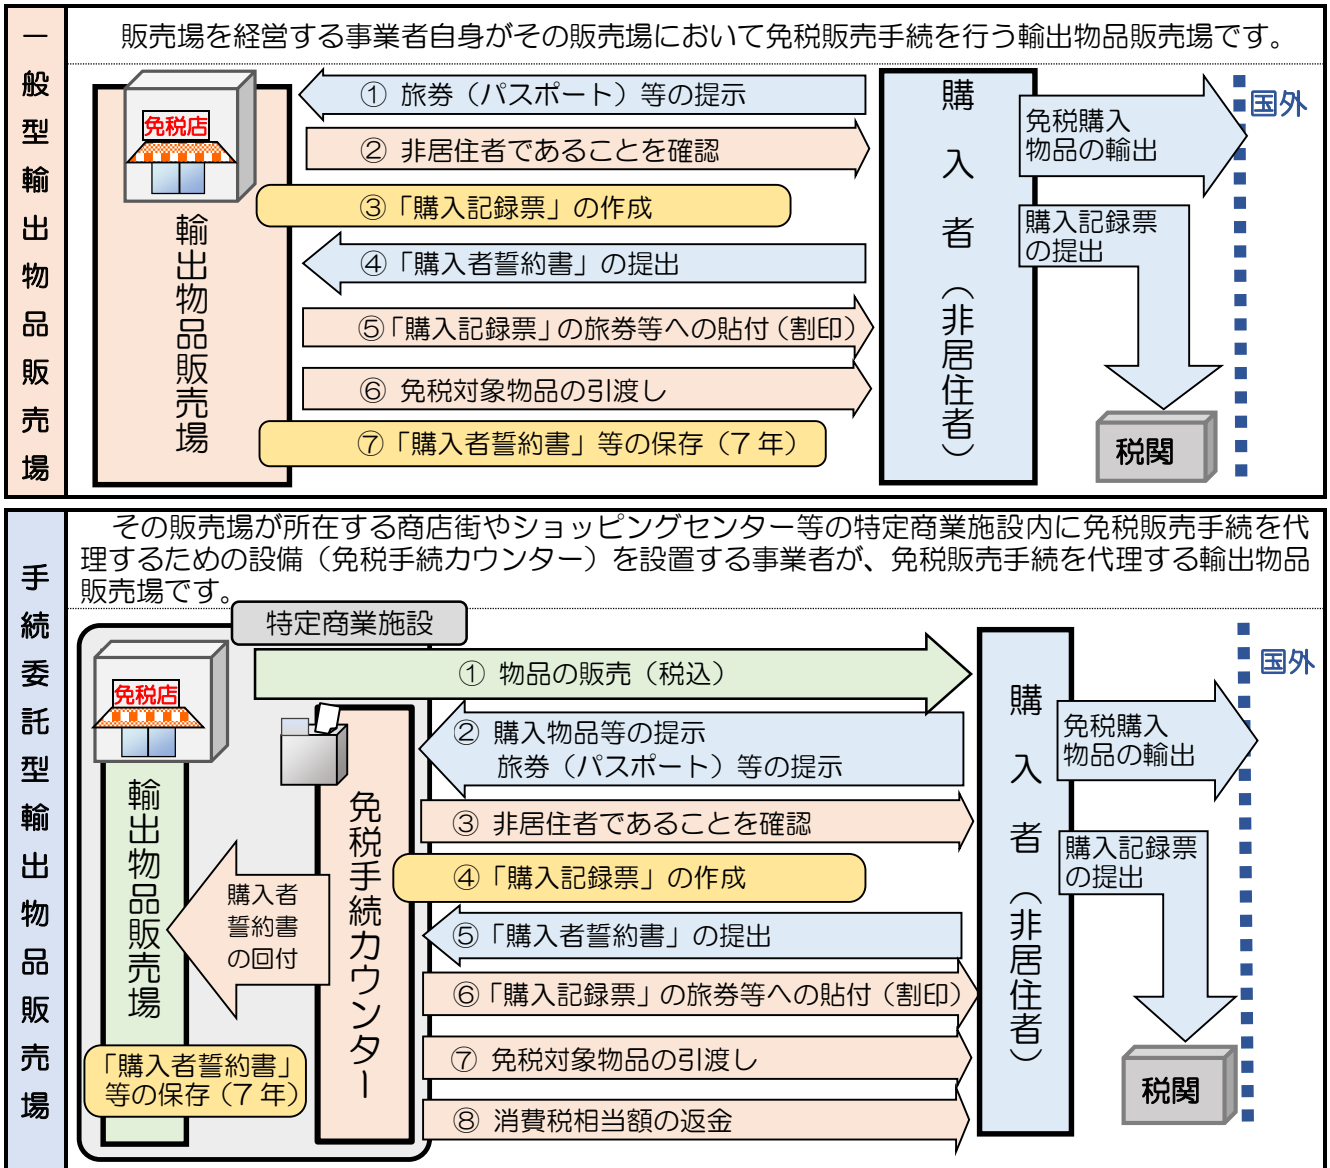 一般型輸出物品販売場
販売場を経営する事業者自身がその販売場において免税販売手続を行う輸出物品販売場です。
免税店
輸出物品販売場
① 旅券（パスポート）等の提示
② 非居住者であることを確認
③「購入記録票」の作成
④「購入者誓約書」の提出
⑤「購入記録票」の旅券等への貼付（割印）
⑥ 免税対象物品の引渡し
⑦「購入者誓約書」等の保存（7 年）
購入者（非居住者）
免税購入
物品の輸出
購入記録票
の提出
国外
税関
手続委託型輸出物品販売場
その販売場が所在する商店街やショッピングセンター等の特定商業施設内に免税販売手続を代
理するための設備（免税手続カウンター）を設置する事業者が、免税販売手続を代理する輸出物品
販売場です。
特定商業施設
免税店
輸出物品販売場
「購入者誓約書」
等の保存（7 年）
購入者
誓約書
の回付
免税手続カウンター
① 物品の販売（税込）
② 購入物品等の提示
旅券（パスポート）等の提示
③ 非居住者であることを確認
④「購入記録票」の作成
⑤「購入者誓約書」の提出
⑥「購入記録票」の旅券等への貼付（割印）
⑦ 免税対象物品の引渡し
⑧ 消費税相当額の返金
購入者（非居住者）
免税購入
物品の輸出
購入記録票
の提出
国外
税関